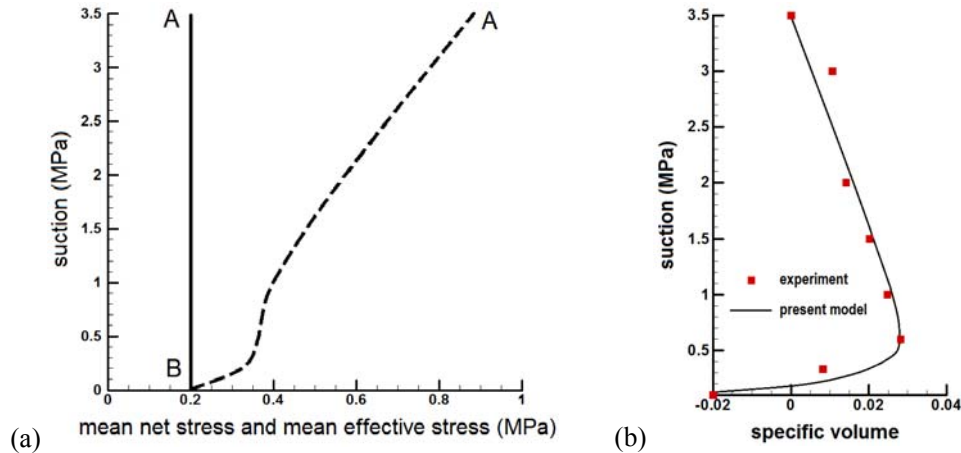 A
A
3.5
3
2.5
2
1.5
1
0.5
0
suction (MPa)
B
0
0.2
0.4
0.6
0.8
1
mean net stress and mean effective stress (MPa)
(a)
3.5
3
2.5
2
1.5
1
0.5
suction (MPa)
experiment
present model
-0.02
0
0.02
0.04
specific volume
(b)